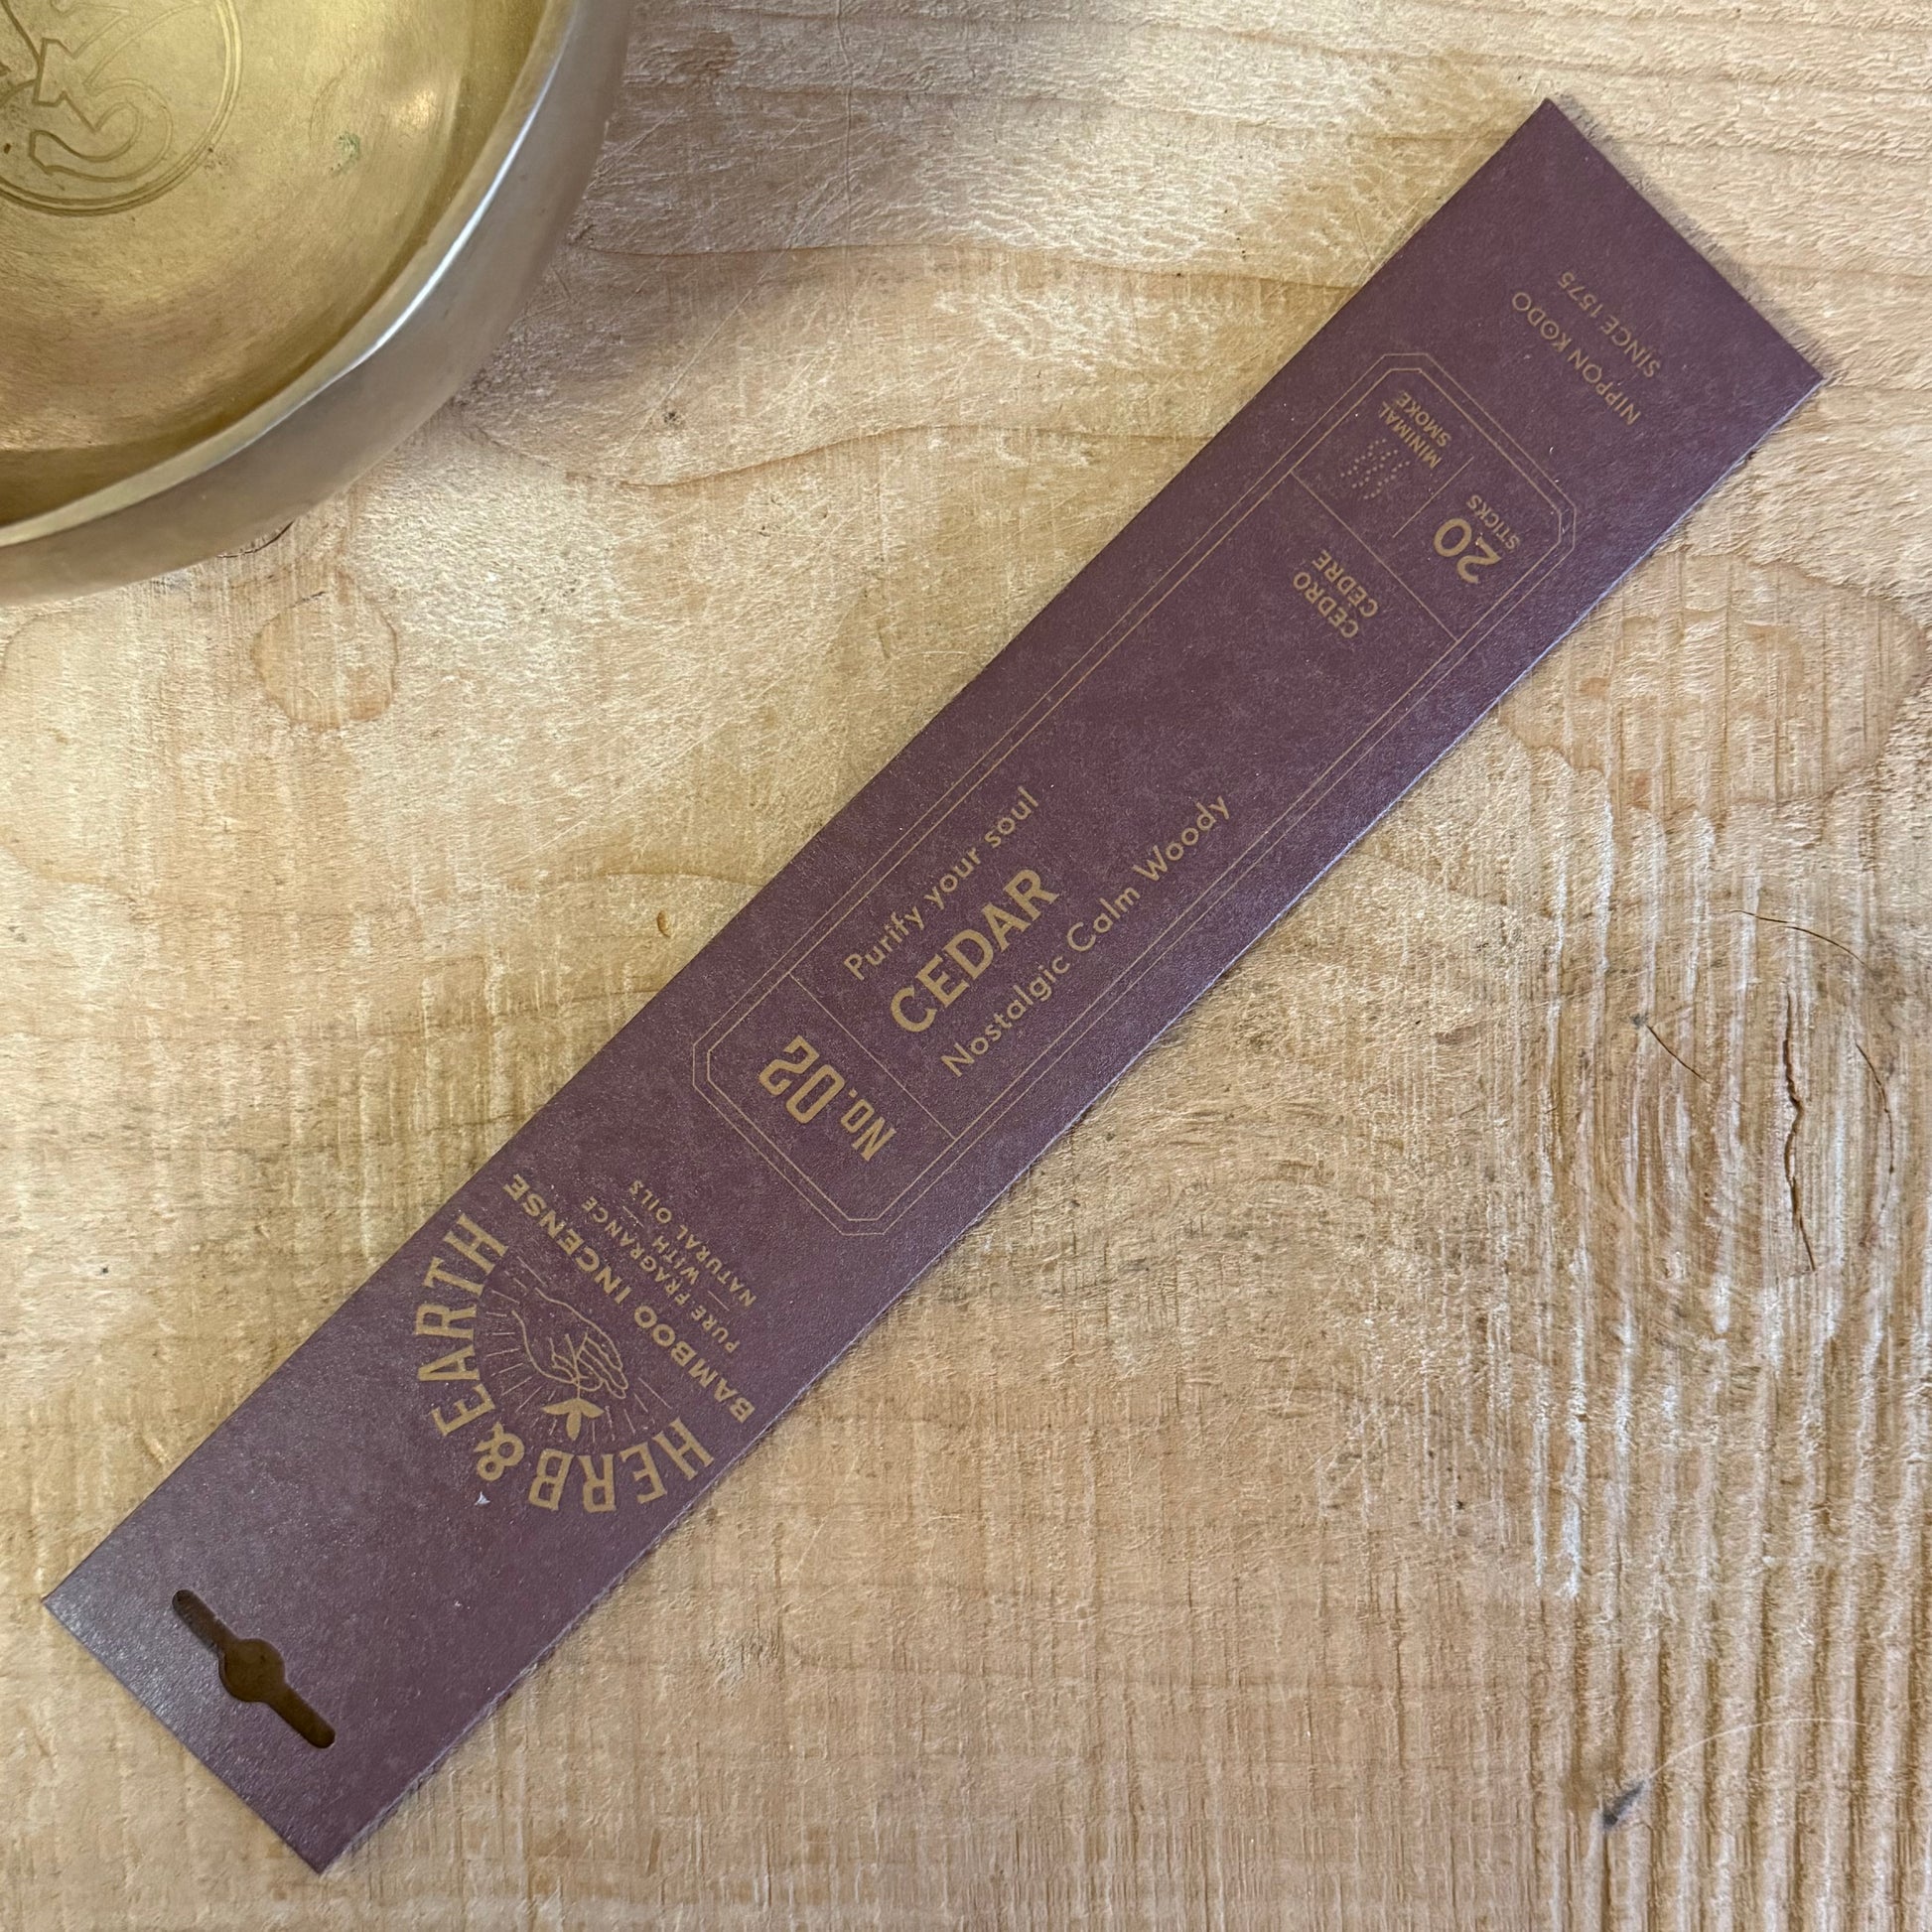 HERB & EARTH
BAMBOO INCENSE
PURE FRAGRANCE
WITH
NATURAL OILS
No.02
Purify your soul
CEDAR
Nostalgic Calm Woody
CEDRO
CÈDRE
20
STICKS
MINIMAL
SMOKE
NIPPON KODO
SINCE 1575